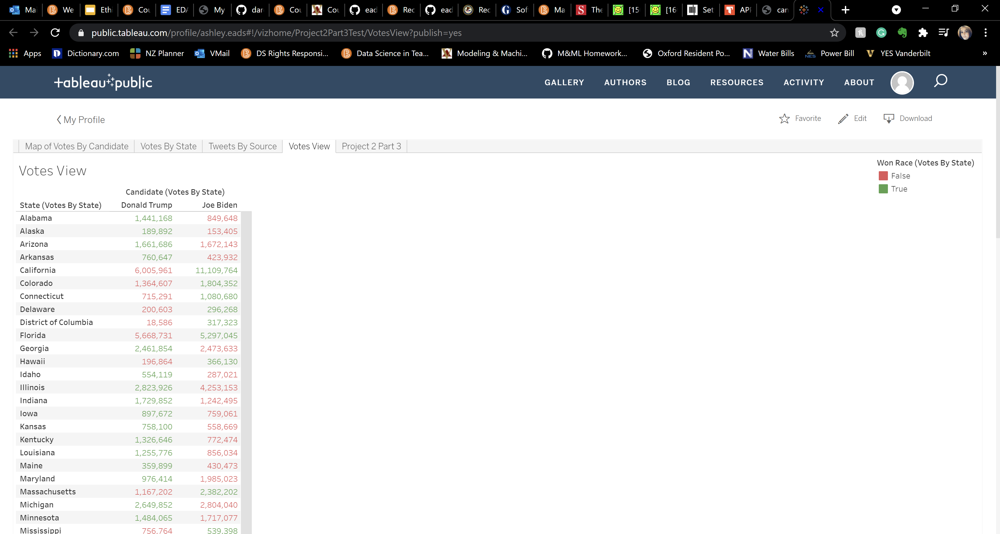 Mai We Ethi Cou EDA My dar Cou Cou ead Rec ead Rec Sof Ma The [15 [16 Set API can
public.tableau.com/profile/ashley.eads#!/vizhome/Project2Part3Test/VotesView?publish=yes
Apps Dictionary.com NZ Planner VMail DS Rights Responsi... Data Science in Tea... Modeling & Machi... M&ML Homework... Oxford Resident Po... Water Bills Power Bill YES Vanderbilt »
tableau public GALLERY AUTHORS BLOG RESOURCES ACTIVITY ABOUT
My Profile Favorite Edit Download
Map of Votes By Candidate Votes By State Tweets By Source Votes View Project 2 Part 3
Votes View
Won Race (Votes By State)
False
True
Candidate (Votes By State)
State (Votes By State) Donald Trump Joe Biden
Alabama 1,441,168 849,648
Alaska 189,892 153,405
Arizona 1,661,686 1,672,143
Arkansas 760,647 423,932
California 6,005,961 11,109,764
Colorado 1,364,607 1,804,352
Connecticut 715,291 1,080,680
Delaware 200,603 296,268
District of Columbia 18,586 317,323
Florida 5,668,731 5,297,045
Georgia 2,461,854 2,473,633
Hawaii 196,864 366,130
Idaho 554,119 287,021
Illinois 2,823,926 4,253,153
Indiana 1,729,852 1,242,495
Iowa 897,672 759,061
Kansas 758,100 558,669
Kentucky 1,326,646 772,474
Louisiana 1,255,776 856,034
Maine 359,899 430,473
Maryland 976,414 1,985,023
Massachusetts 1,167,202 2,382,202
Michigan 2,649,852 2,804,040
Minnesota 1,484,065 1,717,077
Mississippi 756,764 539,398